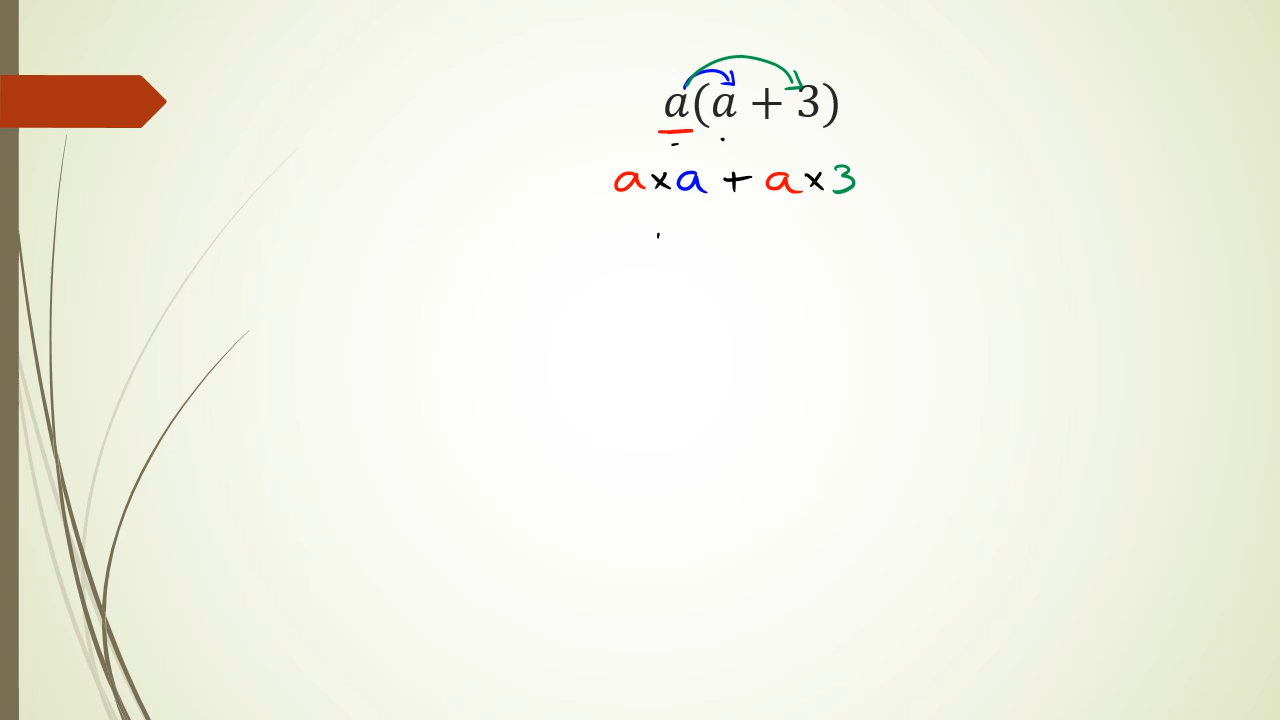 a(a + 3)
a×a + a×3